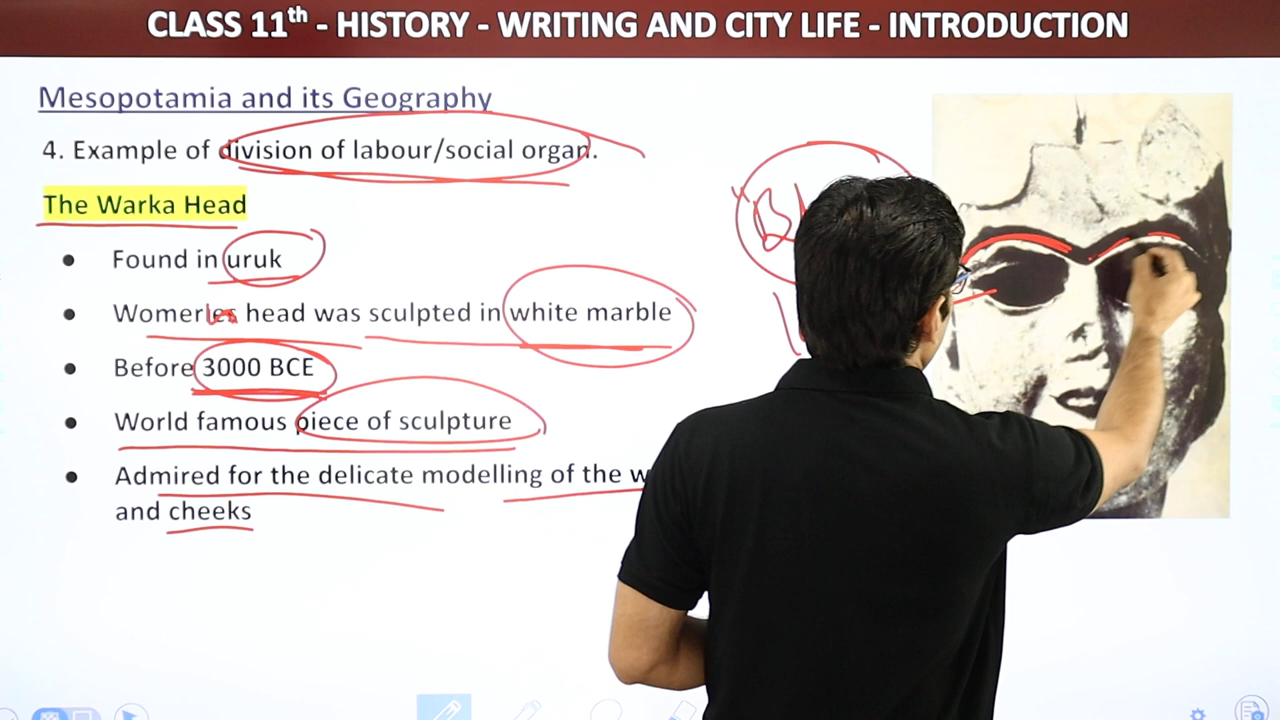 CLASS 11th - HISTORY - WRITING AND CITY LIFE - INTRODUCTION
Mesopotamia and its Geography
4. Example of division of labour/social organ.
The Warka Head
Found in uruk
head was sculpted in white marble
Before 3000 BCE
World famous piece of sculpture
Admired for the delicate modelling of the
and cheeks